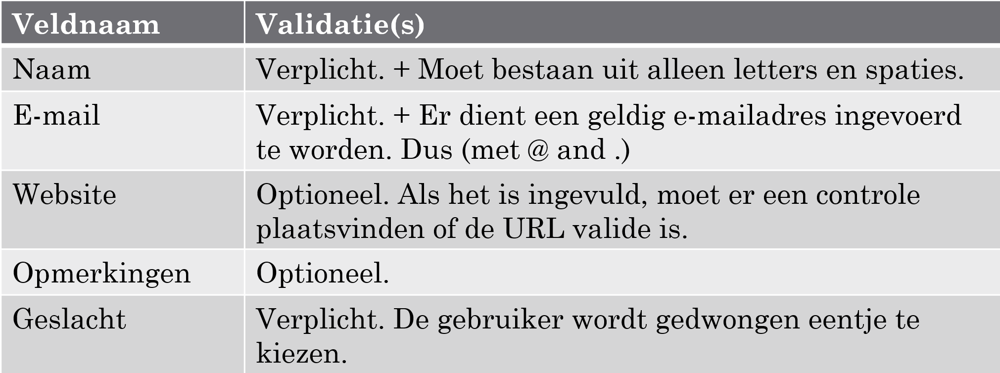 Veldnaam Validatie(s)
Naam Verplicht. + Moet bestaan uit alleen letters en spaties.
E-mail Verplicht. + Er dient een geldig e-mailadres ingevoerd
te worden. Dus (met @ and .)
Website Optioneel. Als het is ingevuld, moet er een controle
plaatsvinden of de URL valide is.
Opmerkingen Optioneel.
Geslacht Verplicht. De gebruiker wordt gedwongen eentje te
kiezen.